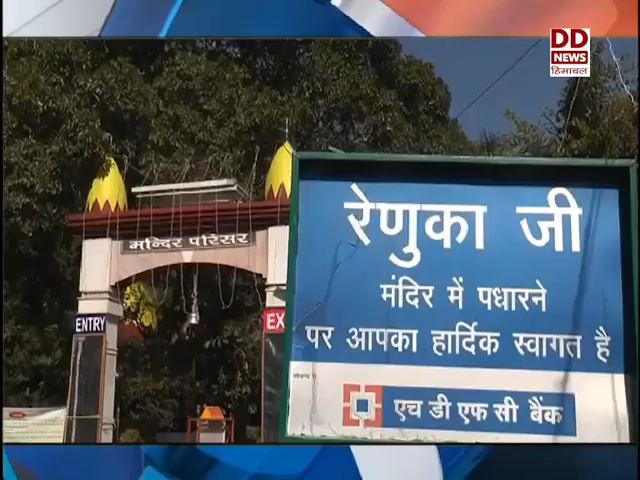 DD
NEWS
हिमाचल
मन्दिर परिसर
ENTRY
EX
रेणुका जी
मंदिर में पधारने
पर आपका हार्दिक स्वागत है
एच डी एफ सी बैंक